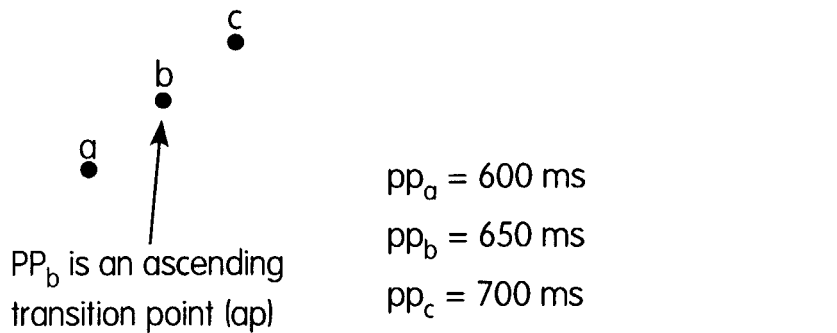 c
b
a
PP_b is an ascending
transition point (ap)
pp_a = 600 ms
pp_b = 650 ms
pp_c = 700 ms